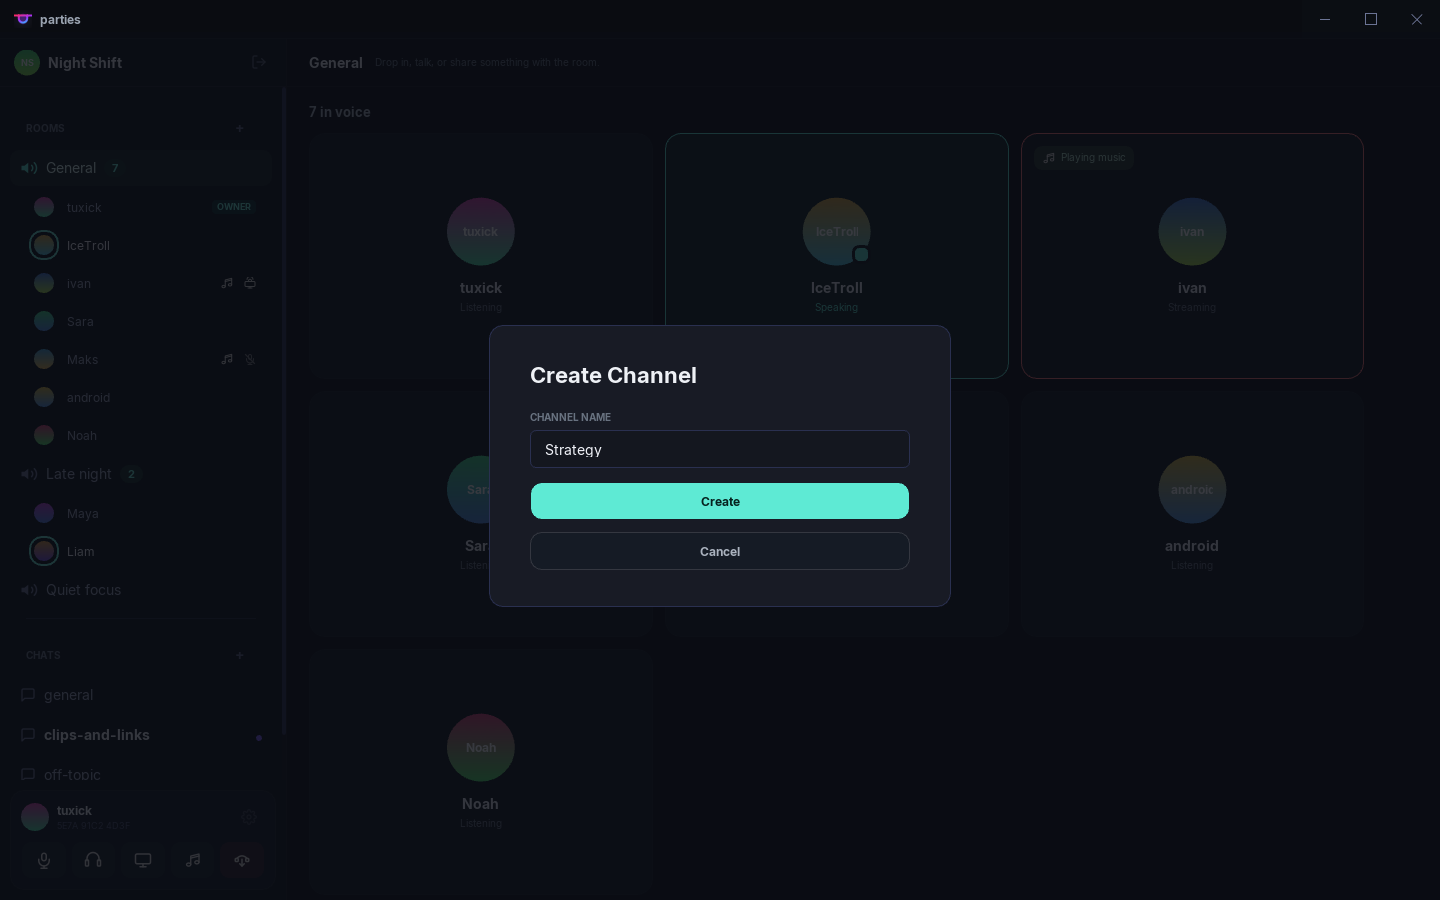 parties
NS
Night Shift
General
Drop in, talk, or share something with the room
7 in voice
ROOMS
+
General
7
tuxick
OWNER
IceTroll
ivan
Sara
Maks
android
Noah
Late night
2
Maya
Liam
Quiet focus
CHATS
+
general
clips-and-links
off-topic
tuxick
tuxick
tuxick
Listening
IceTroll
IceTroll
Speaking
Playing music
ivan
ivan
Streaming
android
android
Listening
Noah
Noah
Listening
Create Channel
CHANNEL NAME
Strategy
Create
Cancel